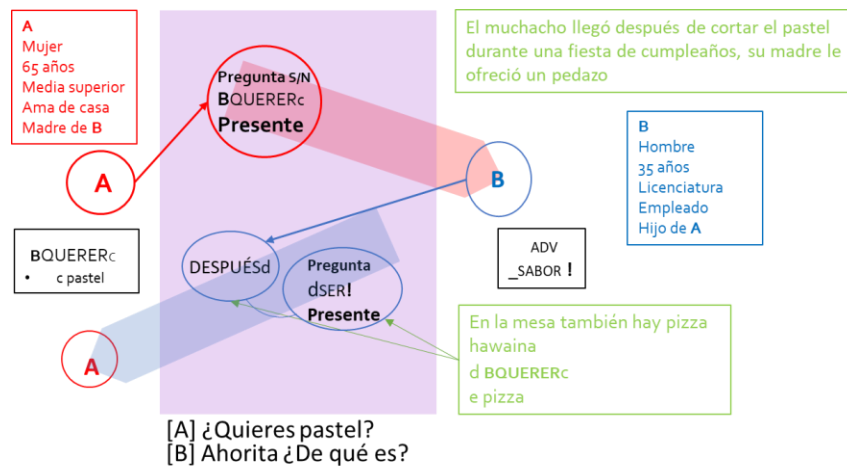 A
Mujer
65 años
Media superior
Ama de casa
Madre de B
Pregunta S/N
BQUERERc
Presente
El muchacho llegó después de cortar el pastel
durante una fiesta de cumpleaños, su madre le
ofreció un pedazo
A
B
B
Hombre
35 años
Licenciatura
Empleado
Hijo de A
BQUERERc
• c pastel
DESPUÉSd
Pregunta
dSER!
Presente
ADV
_SABOR !
A
En la mesa también hay pizza
hawaina
d BQUERERc
e pizza
[A] ¿Quieres pastel?
[B] Ahorita ¿De qué es?